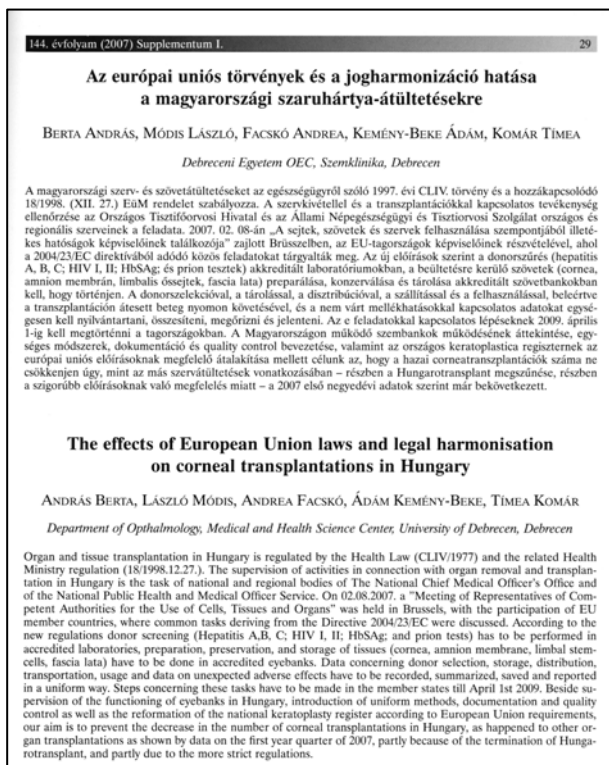 144. évfolyam (2007) Supplementum I. 29
Az európai uniós törvények és a jogharmonizáció hatása
a magyarországi szaruhártya-átültetésekre
BERTA ANDRÁS, MÓDIS LÁSZLÓ, FACSKÓ ANDREA, KEMÉNY-BEKE ÁDÁM, KOMÁR TÍMEA
Debreceni Egyetem OEC, Szemklinika, Debrecen
A magyarországi szerv- és szövetátültetéseket az egészségügyről szóló 1997. évi CLIV. törvény és a hozzákapcsolódó
18/1998. (XII. 27.) EüM rendelet szabályozza. A szervkivétellel és a transzplantációkkal kapcsolatos tevékenység
ellenőrzése az Országos Tisztifőorvosi Hivatal és az Állami Népegészségügyi és Tisztiorvosi Szolgálat országos és
regionális szerveinek a feladata. 2007. 02. 08-án „A sejtek, szövetek és szervek felhasználása szempontjából illeté-
kes hatóságok képviselőinek találkozója” zajlott Brüsszelben, az EU-tagországok képviselőinek részvételével, ahol
a 2004/23/EC direktívából adódó közös feladatokat tárgyalták meg. Az új előírások szerint a donorszűrés (hepatitis
A, B, C; HIV I, II; HbSAg; és prion tesztek) akkreditált laboratóriumokban, a beültetésre kerülő szövetek (cornea,
amnion membrán, limbalis őssejtek, fascia lata) preparálása, konzerválása és tárolása akkreditált szövetbankokban
kell, hogy történjen. A donorszelekcióval, a tárolással, a disztribúcióval, a szállítással és a felhasználással, beleértve
a transzplantáción átesett beteg nyomon követésével, és a nem várt mellékhatásokkal kapcsolatos adatokat egysé-
gesen kell nyilvántartani, összesíteni, megőrizni és jelenteni. Az e feladatokkal kapcsolatos lépéseknek 2009. április
1-ig kell megtörténni a tagországokban. A Magyarországon működő szembankok működésének áttekintése, egy-
séges módszerek, dokumentáció és quality control bevezetése, valamint az országos keratoplastica regiszternek az
európai uniós előírásoknak megfelelő átalakítása mellett célunk az, hogy a hazai corneatranszplantációk száma ne
csökkenjen úgy, mint az más szervátültetések vonatkozásában – részben a Hungarotransplant megszűnése, részben
a szigorúbb előírásoknak való megfelelés miatt – a 2007 első negyedévi adatok szerint már bekövetkezett.
The effects of European Union laws and legal harmonisation
on corneal transplantations in Hungary
ANDRÁS BERTA, LÁSZLÓ MÓDIS, ANDREA FACSKÓ, ÁDÁM KEMÉNY-BEKE, TÍMEA KOMÁR
Department of Opthalmology, Medical and Health Science Center, University of Debrecen, Debrecen
Organ and tissue transplantation in Hungary is regulated by the Health Law (CLIV/1977) and the related Health
Ministry regulation (18/1998.12.27.). The supervision of activities in connection with organ removal and transplan-
tation in Hungary is the task of national and regional bodies of The National Chief Medical Officer's Office and
of the National Public Health and Medical Officer Service. On 02.08.2007. a "Meeting of Representatives of Com-
petent Authorities for the Use of Cells, Tissues and Organs" was held in Brussels, with the participation of EU
member countries, where common tasks deriving from the Directive 2004/23/EC were discussed. According to the
new regulations donor screening (Hepatitis A,B, C; HIV I, II; HbSAg; and prion tests) has to be performed in
accredited laboratories, preparation, preservation, and storage of tissues (cornea, amnion membrane, limbal stem-
cells, fascia lata) have to be done in accredited eyebanks. Data concerning donor selection, storage, distribution,
transportation, usage and data on unexpected adverse effects have to be recorded, summarized, saved and reported
in a uniform way. Steps concerning these tasks have to be made in the member states till April 1st 2009. Beside su-
pervision of the functioning of eyebanks in Hungary, introduction of uniform methods, documentation and quality
control as well as the reformation of the national keratoplasty register according to European Union requirements,
our aim is to prevent the decrease in the number of corneal transplantations in Hungary, as happened to other or-
gan transplantations as shown by data on the first year quarter of 2007, partly because of the termination of Hunga-
rotransplant, and partly due to the more strict regulations.